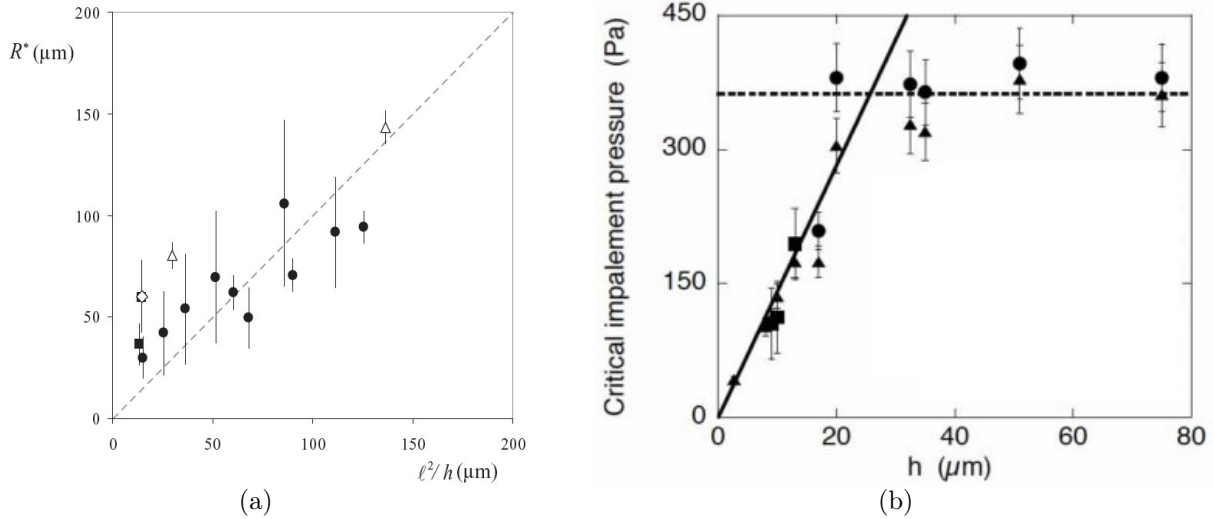 200
R* (μm)
150
100
50
0
0 50 100 150 200
ℓ²/h (μm)
(a)
450
300
150
0
Critical impalement pressure (Pa)
0 20 40 60 80
h (μm)
(b)